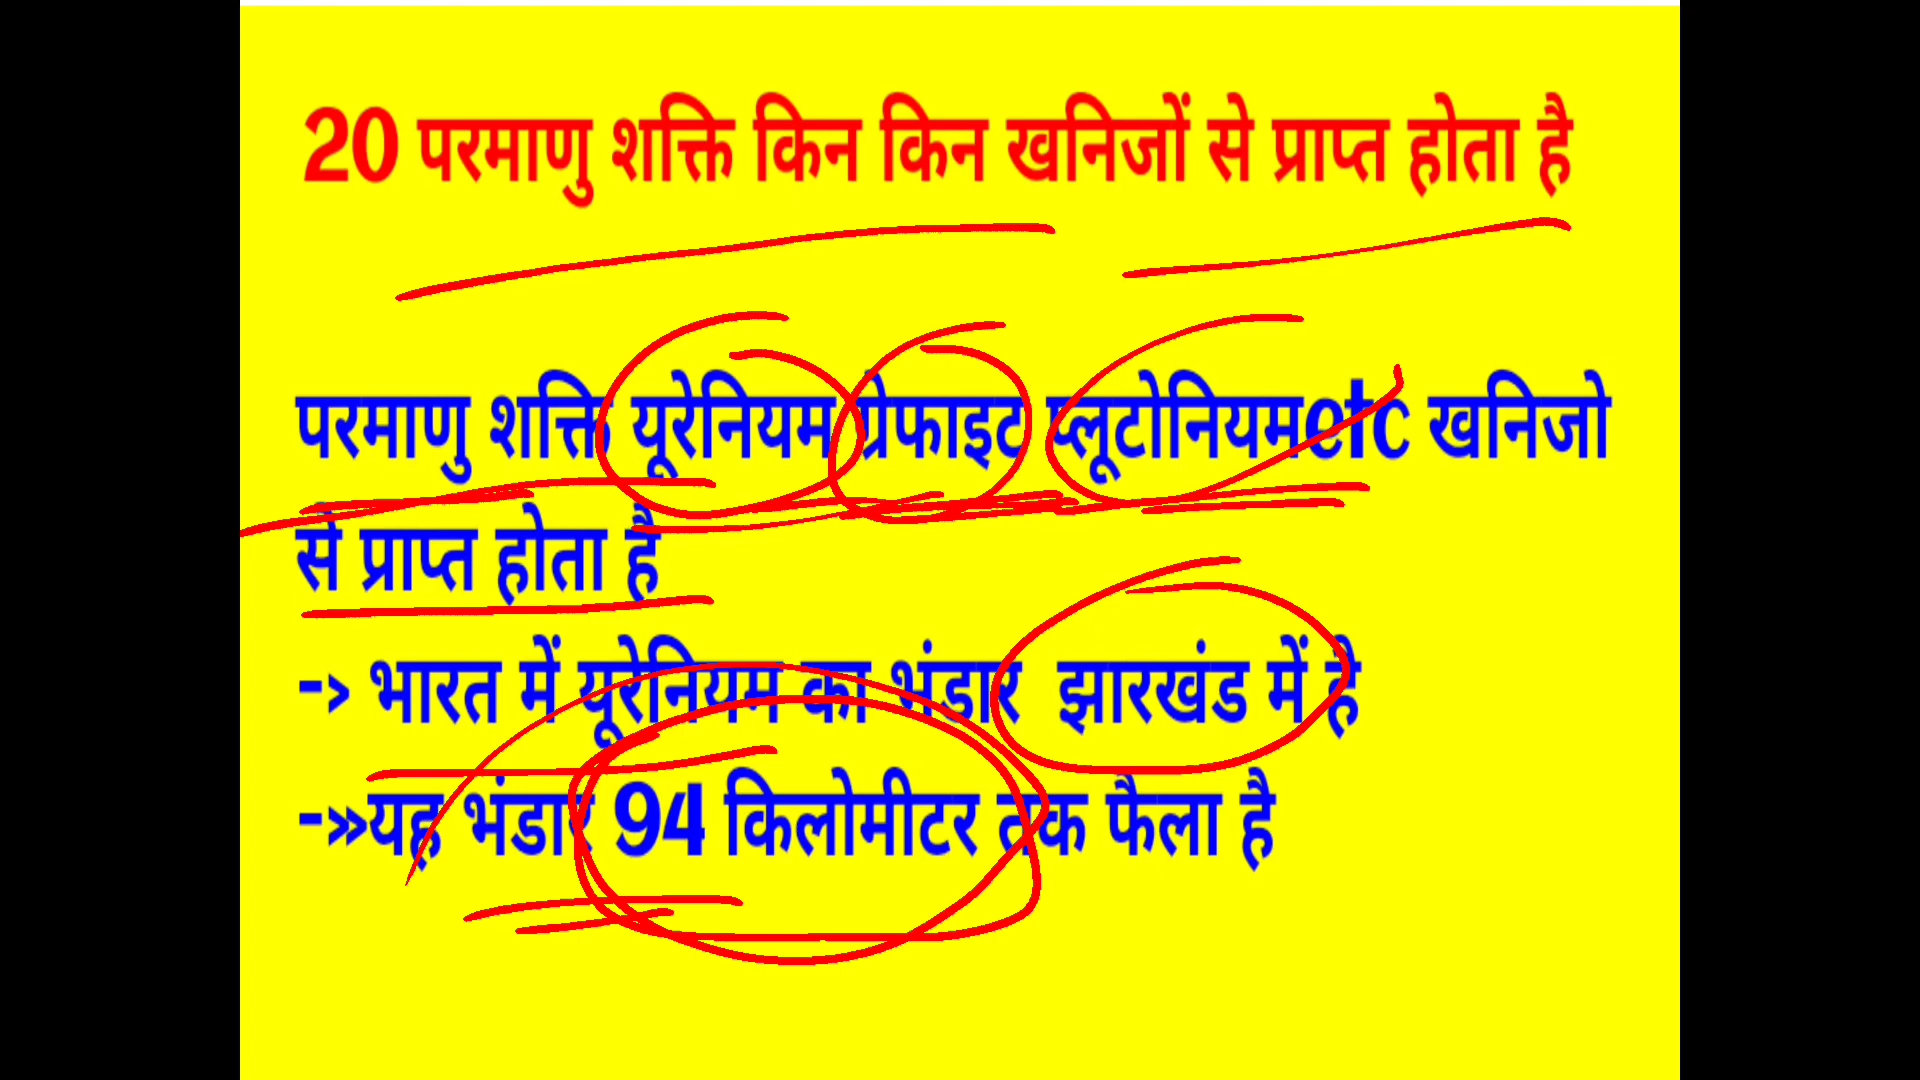 20 परमाणु शक्ति किन किन खनिजों से प्राप्त होता है
परमाणु शक्ति यूरेनियम ग्रेफाइट प्लूटोनियमetc खनिजो
से प्राप्त होता है
-> भारत में यूरेनियम का भंडार झारखंड में है
-»यह भंडार 94 किलोमीटर तक फैला है